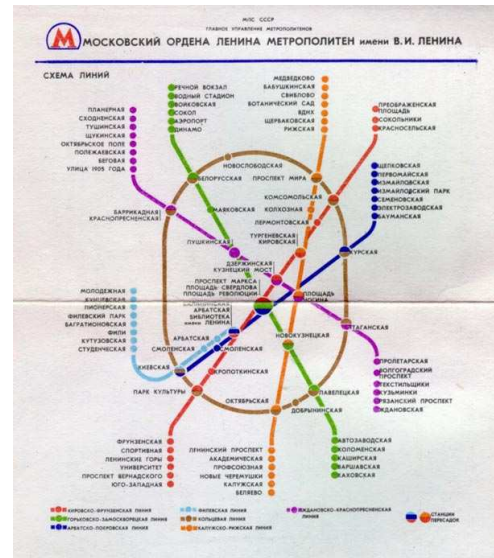 МПС СССР
ГЛАВНОЕ УПРАВЛЕНИЕ МЕТРОПОЛИТЕНОВ
М
МОСКОВСКИЙ ОРДЕНА ЛЕНИНА МЕТРОПОЛИТЕН имени В.И. ЛЕНИНА
СХЕМА ЛИНИЙ
ПЛАНЕРНАЯ
СХОДНЕНСКАЯ
ТУШИНСКАЯ
ЩУКИНСКАЯ
ОКТЯБРЬСКОЕ ПОЛЕ
ПОЛЕЖАЕВСКАЯ
БЕГОВАЯ
УЛИЦА 1905 ГОДА
РЕЧНОЙ ВОКЗАЛ
ВОДНЫЙ СТАДИОН
ВОЙКОВСКАЯ
СОКОЛ
АЭРОПОРТ
ДИНАМО
МЕДВЕДКОВО
БАБУШКИНСКАЯ
СВИБЛОВО
БОТАНИЧЕСКИЙ САД
ВДНХ
ЩЕРБАКОВСКАЯ
РИЖСКАЯ
ПРЕОБРАЖЕНСКАЯ
ПЛОЩАДЬ
СОКОЛЬНИКИ
КРАСНОСЕЛЬСКАЯ
ЩЕЛКОВСКАЯ
ПЕРВОМАЙСКАЯ
ИЗМАЙЛОВСКАЯ
ИЗМАЙЛОВСКИЙ ПАРК
СЕМЕНОВСКАЯ
ЭЛЕКТРОЗАВОДСКАЯ
БАУМАНСКАЯ
НОВОСЛОБОДСКАЯ
БЕЛОРУССКАЯ
ПРОСПЕКТ МИРА
КОМСОМОЛЬСКАЯ
БАРРИКАДНАЯ
КРАСНОПРЕСНЕНСКАЯ
МАЯКОВСКАЯ
КОЛХОЗНАЯ
ЛЕРМОНТОВСКАЯ
ТУРГЕНЕВСКАЯ
КИРОВСКАЯ
ПУШКИНСКАЯ
КУРСКАЯ
ДЗЕРЖИНСКАЯ
КУЗНЕЦКИЙ МОСТ
ПРОСПЕКТ МАРКСА
ПЛОЩАДЬ СВЕРДЛОВА
ПЛОЩАДЬ РЕВОЛЮЦИИ
ПЛОЩАДЬ
НОГИНА
АРБАТСКАЯ
БИБЛИОТЕКА
имени ЛЕНИНА
ТАГАНСКАЯ
МОЛОДЕЖНАЯ
КУНЦЕВСКАЯ
ПИОНЕРСКАЯ
ФИЛЕВСКИЙ ПАРК
БАГРАТИОНОВСКАЯ
ФИЛИ
КУТУЗОВСКАЯ
СТУДЕНЧЕСКАЯ
АРБАТСКАЯ
СМОЛЕНСКАЯ
СМОЛЕНСКАЯ
НОВОКУЗНЕЦКАЯ
КИЕВСКАЯ
КРОПОТКИНСКАЯ
ПАРК КУЛЬТУРЫ
ОКТЯБРЬСКАЯ
ДОБРЫНИНСКАЯ
ПАВЕЛЕЦКАЯ
ПРОЛЕТАРСКАЯ
ВОЛГОГРАДСКИЙ
ПРОСПЕКТ
ТЕКСТИЛЬЩИКИ
КУЗЬМИНКИ
РЯЗАНСКИЙ ПРОСПЕКТ
ЖДАНОВСКАЯ
ФРУНЗЕНСКАЯ
СПОРТИВНАЯ
ЛЕНИНСКИЕ ГОРЫ
УНИВЕРСИТЕТ
ПРОСПЕКТ ВЕРНАДСКОГО
ЮГО-ЗАПАДНАЯ
ЛЕНИНСКИЙ ПРОСПЕКТ
АКАДЕМИЧЕСКАЯ
ПРОФСОЮЗНАЯ
НОВЫЕ ЧЕРЕМУШКИ
КАЛУЖСКАЯ
БЕЛЯЕВО
АВТОЗАВОДСКАЯ
КОЛОМЕНСКАЯ
КАШИРСКАЯ
ВАРШАВСКАЯ
КАХОВСКАЯ
КИРОВСКО-ФРУНЗЕНСКАЯ ЛИНИЯ
ГОРЬКОВСКО-ЗАМОСКВОРЕЦКАЯ ЛИНИЯ
АРБАТСКО-ПОКРОВСКАЯ ЛИНИЯ
ФИЛЕВСКАЯ ЛИНИЯ
КОЛЬЦЕВАЯ ЛИНИЯ
КАЛУЖСКО-РИЖСКАЯ ЛИНИЯ
ЖДАНОВСКО-КРАСНОПРЕСНЕНСКАЯ
ЛИНИЯ
СТАНЦИИ
ПЕРЕСАДОК